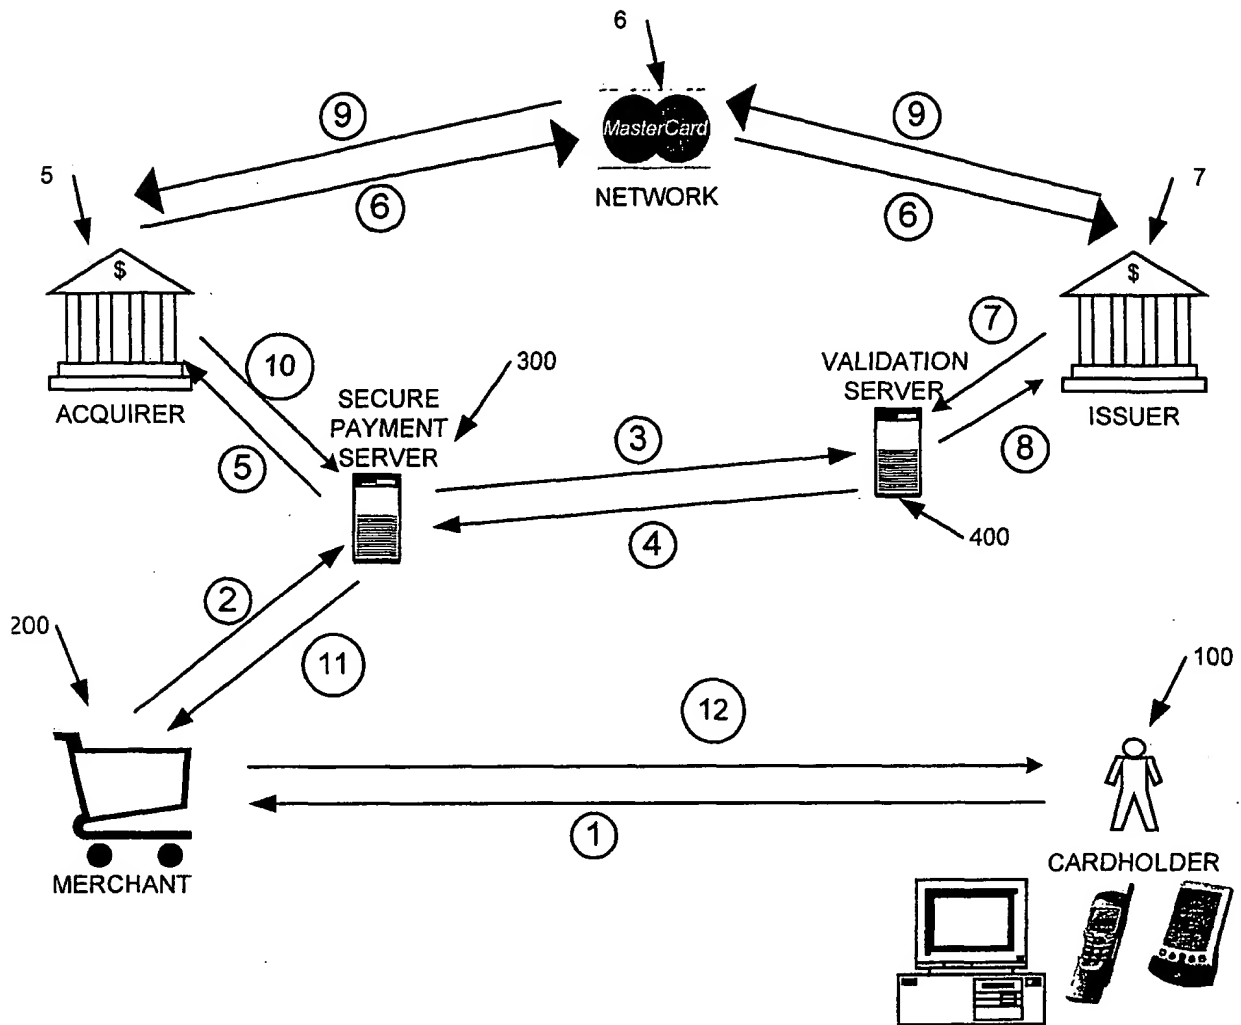 6
9
MasterCard
9
5
NETWORK
7
6
6
$
$
7
10
300
VALIDATION
SERVER
ACQUIRER
SECURE
PAYMENT
SERVER
3
ISSUER
8
5
4
400
2
200
11
100
12
1
CARDHOLDER
MERCHANT